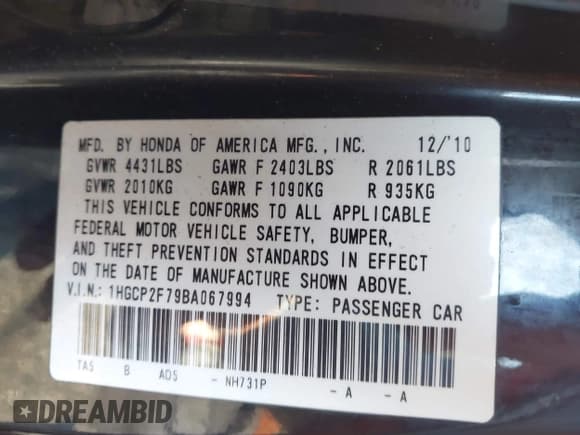 MFD. BY HONDA OF AMERICA MFG., INC. 12/'10
GVWR 4431LBS GAWR F 2403LBS R 2061LBS
GVWR 2010KG GAWR F 1090KG R 935KG
THIS VEHICLE CONFORMS TO ALL APPLICABLE
FEDERAL MOTOR VEHICLE SAFETY, BUMPER,
AND THEFT PREVENTION STANDARDS IN EFFECT
ON THE DATE OF MANUFACTURE SHOWN ABOVE.
V.I.N.: 1HGCP2F79BA067994 TYPE: PASSENGER CAR
TA5 B AD5 - NH731P - A - A
DREAMBID